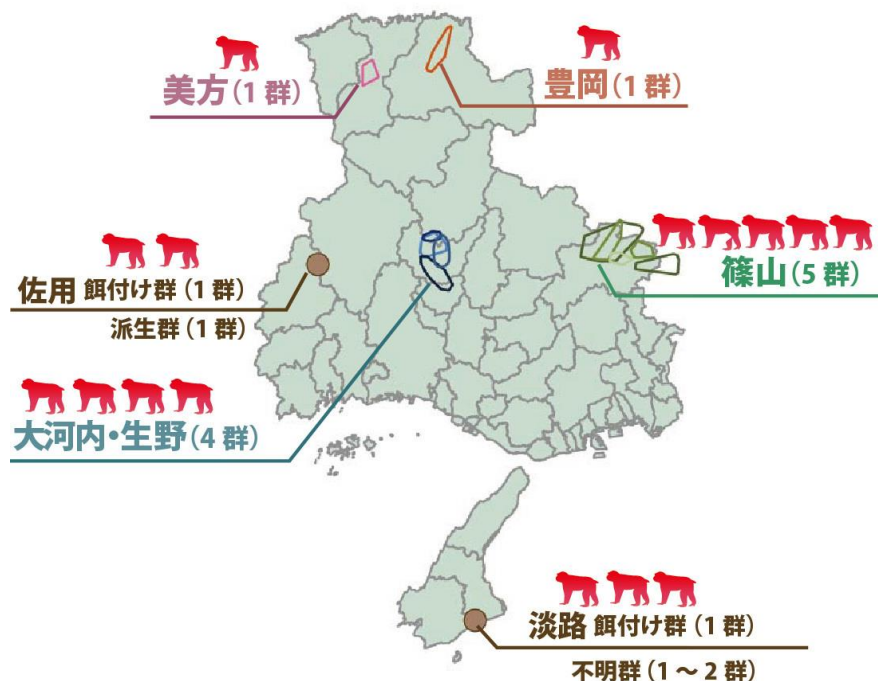 美方(1 群)
豊岡(1 群)
篠山(5 群)
佐用 餌付け群(1 群)
派生群(1 群)
大河内・生野(4 群)
淡路 餌付け群(1 群)
不明群(1 ～ 2 群)